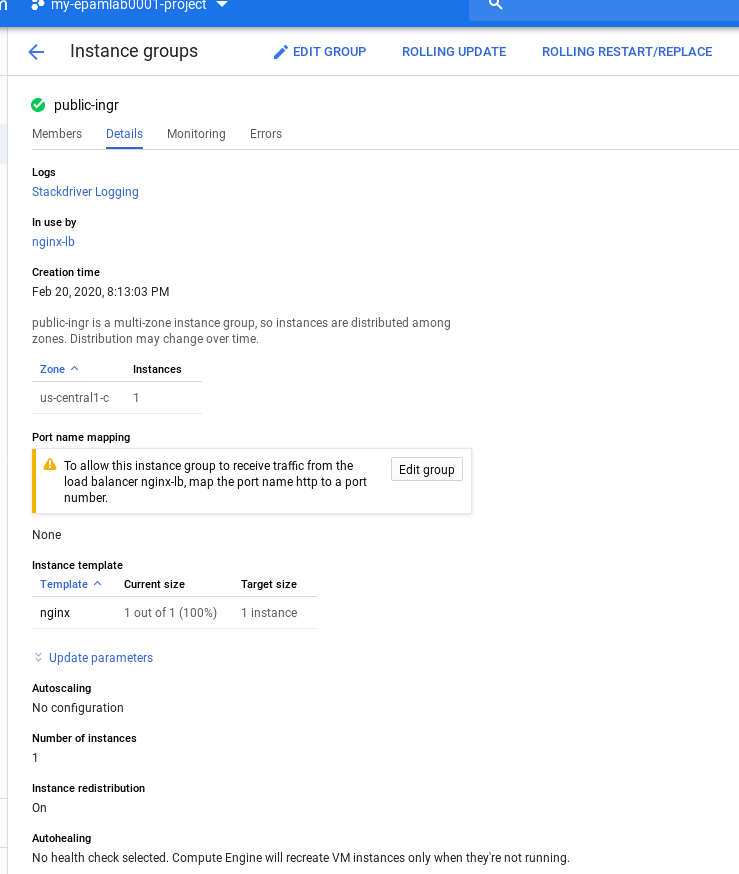 my-epamlab0001-project
Instance groups
EDIT GROUP
ROLLING UPDATE
ROLLING RESTART/REPLACE
public-ingr
Members
Details
Monitoring
Errors
Logs
Stackdriver Logging
In use by
nginx-lb
Creation time
Feb 20, 2020, 8:13:03 PM
public-ingr is a multi-zone instance group, so instances are distributed among
zones. Distribution may change over time.
Zone Instances
us-central1-c 1
Port name mapping
To allow this instance group to receive traffic from the
load balancer nginx-lb, map the port name http to a port
number.
Edit group
None
Instance template
Template Current size Target size
nginx 1 out of 1 (100%) 1 instance
Update parameters
Autoscaling
No configuration
Number of instances
1
Instance redistribution
On
Autohealing
No health check selected. Compute Engine will recreate VM instances only when they're not running.